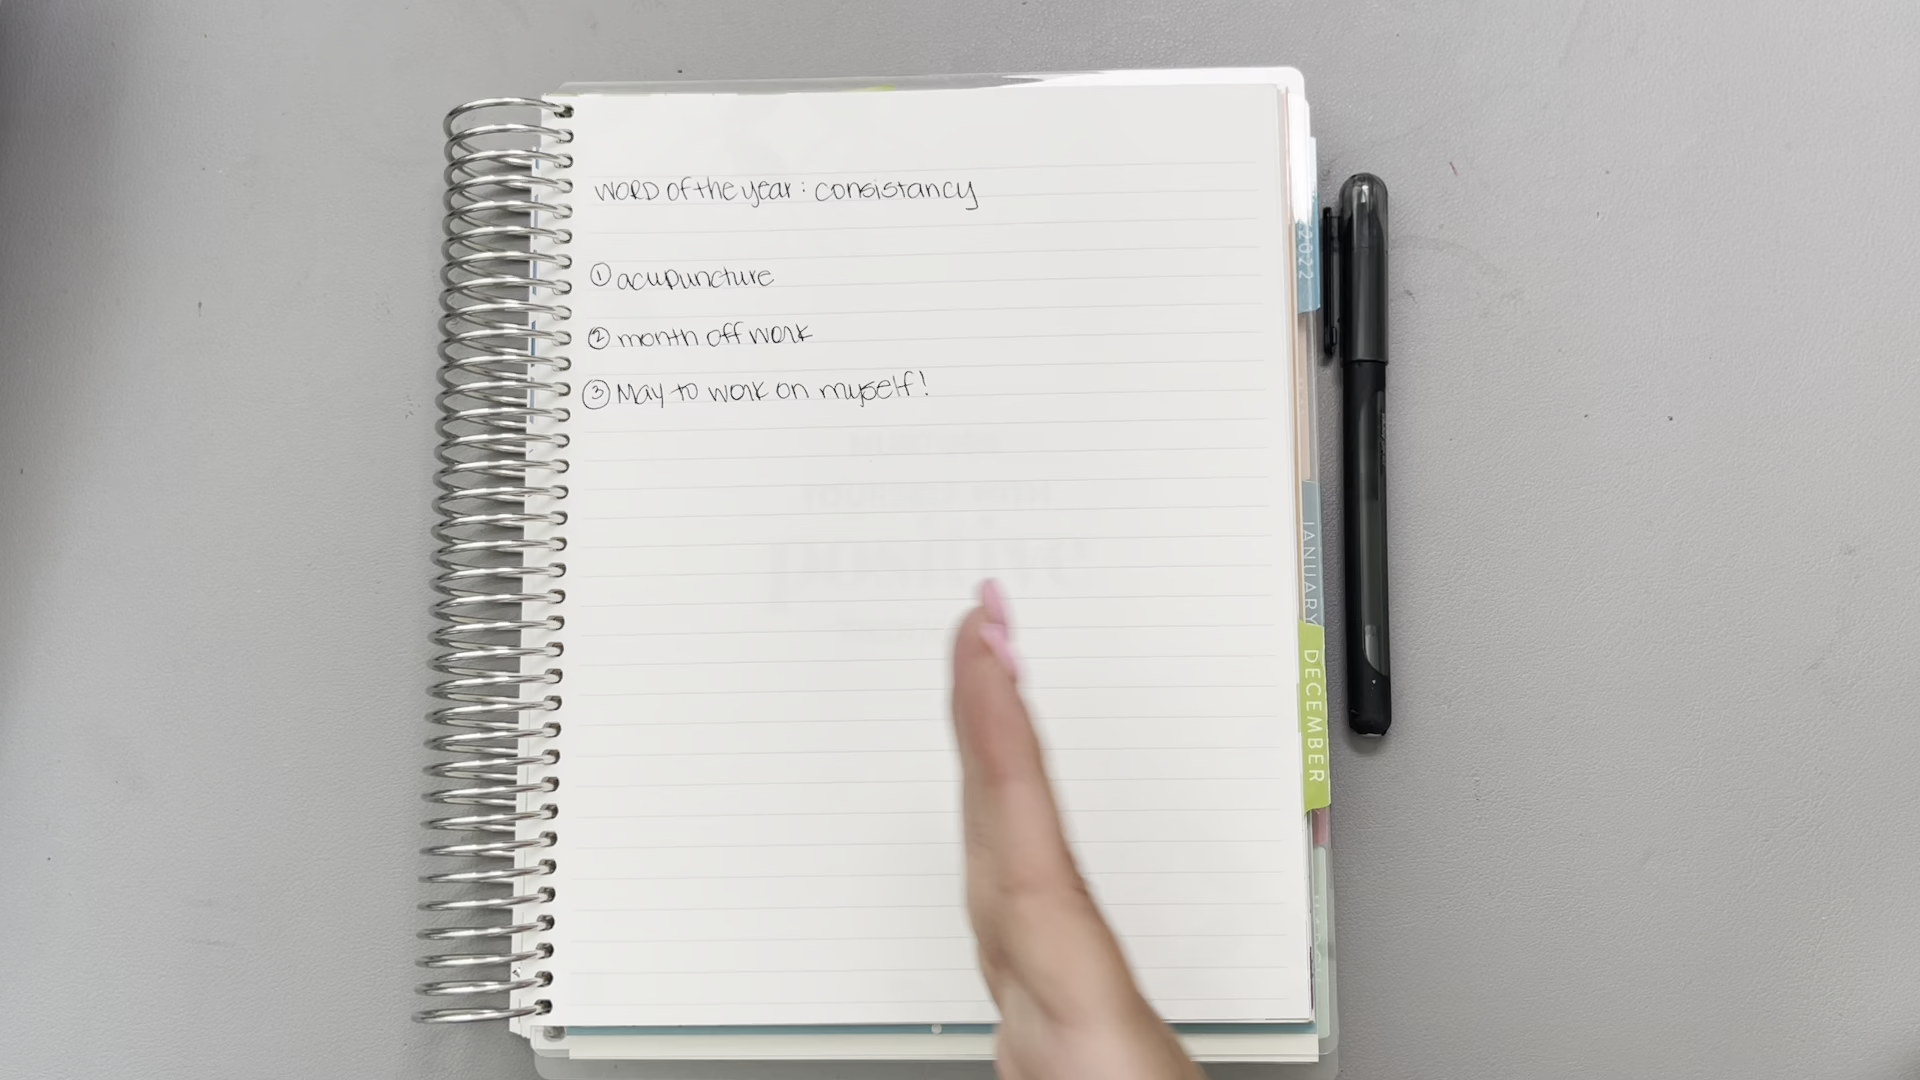 WORD of the year: consistancy
① acupuncture
② month off work
③ May to work on myself!
2022
JANUARY
DECEMBER
positive